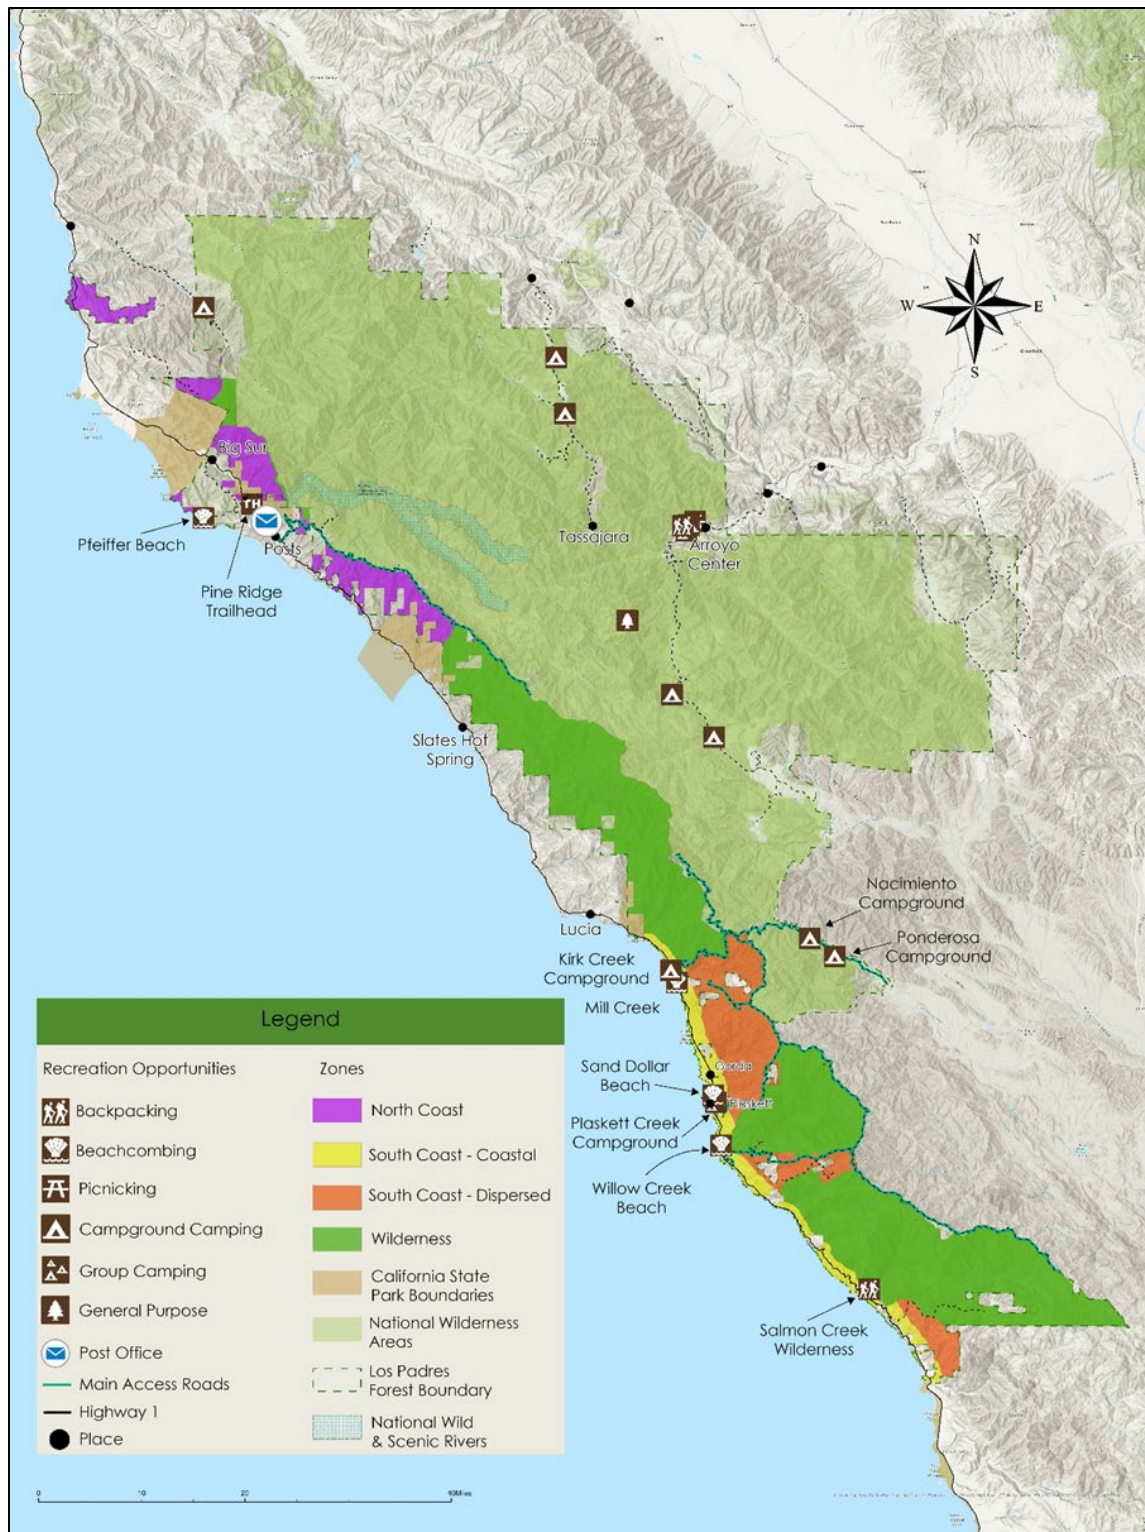 N
W
E
S
Big Sur
TH
Pfeiffer Beach
Posts
Pine Ridge
Trailhead
Tassajara
Arroyo
Center
Slates Hot
Spring
Lucia
Nacimiento
Campground
Ponderosa
Campground
Kirk Creek
Campground
Mill Creek
Gorda
Sand Dollar
Beach
Plaskett
Plaskett Creek
Campground
Willow Creek
Beach
Salmon Creek
Wilderness
Legend
Recreation Opportunities
Backpacking
Beachcombing
Picnicking
Campground Camping
Group Camping
General Purpose
Post Office
Main Access Roads
Highway 1
Place
Zones
North Coast
South Coast - Coastal
South Coast - Dispersed
Wilderness
California State
Park Boundaries
National Wilderness
Areas
Los Padres
Forest Boundary
National Wild
& Scenic Rivers
0 10 20 40Miles